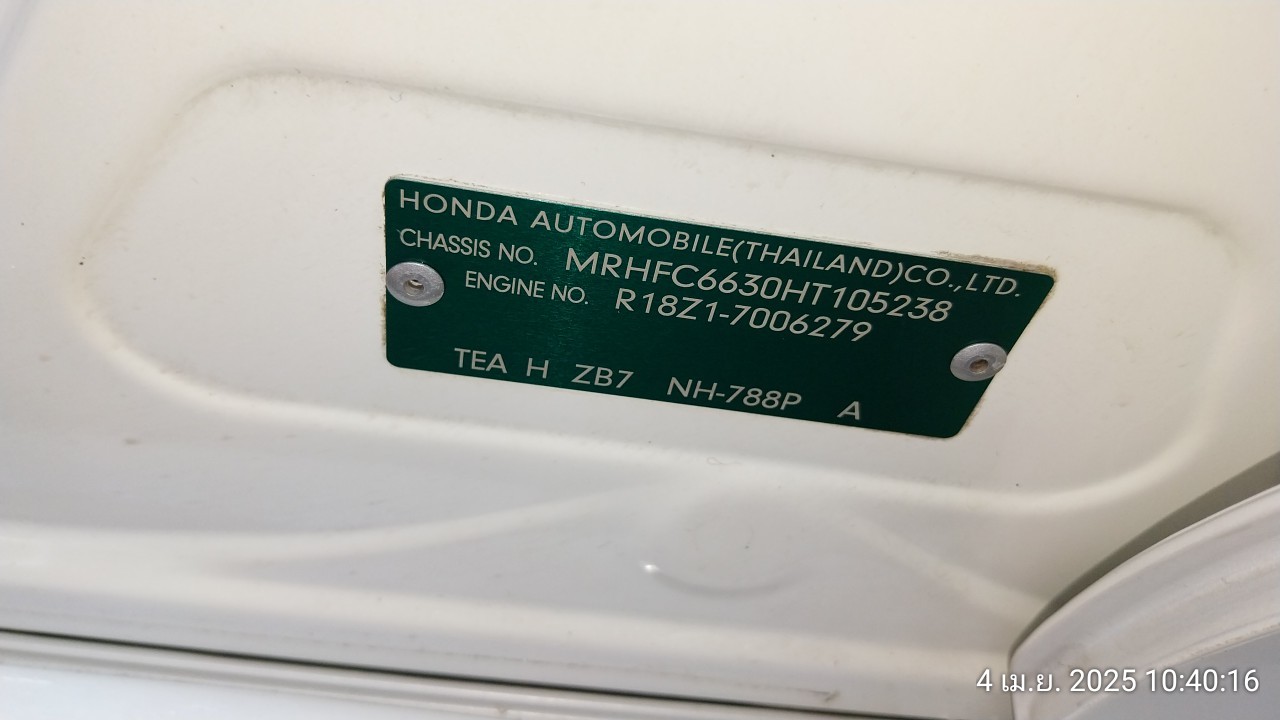 HONDA AUTOMOBILE(THAILAND)CO.,LTD.
CHASSIS NO. MRHFC6630HT105238
ENGINE NO. R18Z1-7006279
TEA H ZB7 NH-788P A
4 เม.ย. 2025 10:40:16